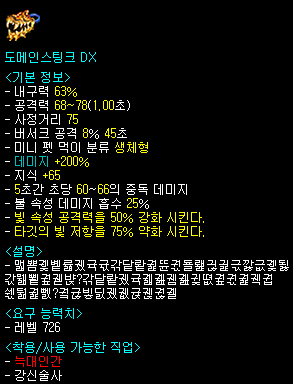 도메인스팅크 DX
<기본 정보>
- 내구력 63%
- 공격력 68~78(1,00초)
- 사정거리 75
- 버서크 공격 8% 45초
- 미니 펫 먹이 분류 생체형
- 데미지 +200%
- 지식 +65
- 5초간 초당 60~66의 중독 데미지
- 불 속성 데미지 흡수 25%
- 빛 속성 공격력을 50% 강화 시킨다.
- 타깃의 빛 저항을 75% 약화 시킨다.
<설명>
<요구 능력치>
- 레벨 726
<착용/사용 가능한 직업>
- 늑대인간
- 강신술사